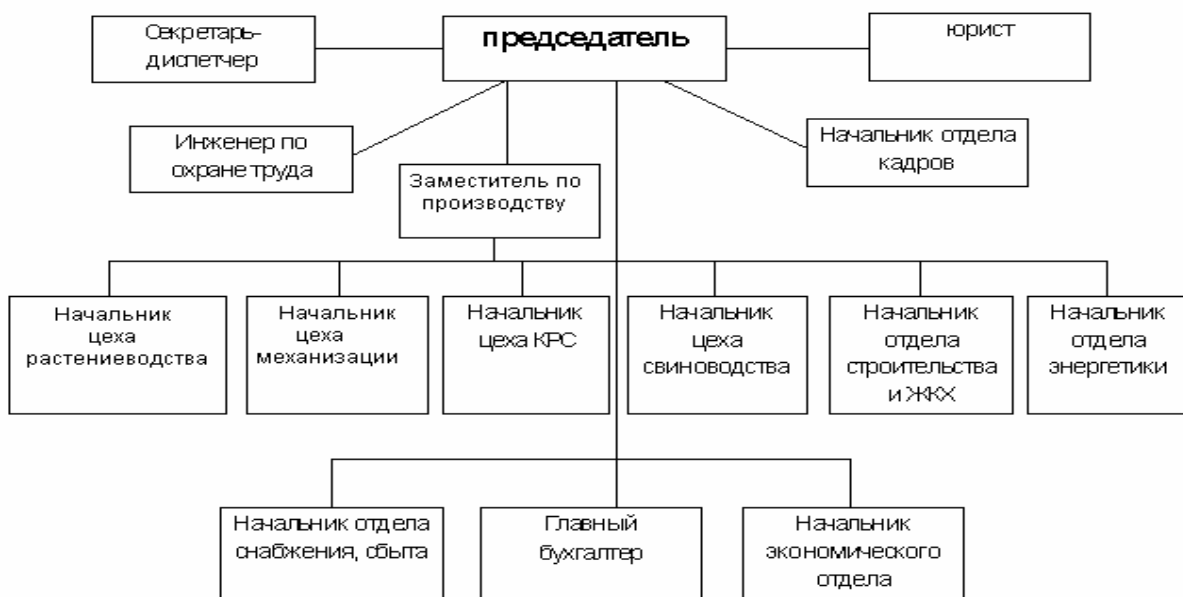 Секретарь-
диспетчер
председатель
юрист
Инженер по
охране труда
Начальник отдела
кадров
Заместитель по
производству
Начальник
цеха
растениеводства
Начальник
цеха
механизации
Начальник
цеха КРС
Начальник
цеха
свиноводства
Начальник
отдела
строительства
и ЖКХ
Начальник
отдела
энергетики
Начальник отдела
снабжения, сбыта
Главный
бухгалтер
Начальник
экономического
отдела